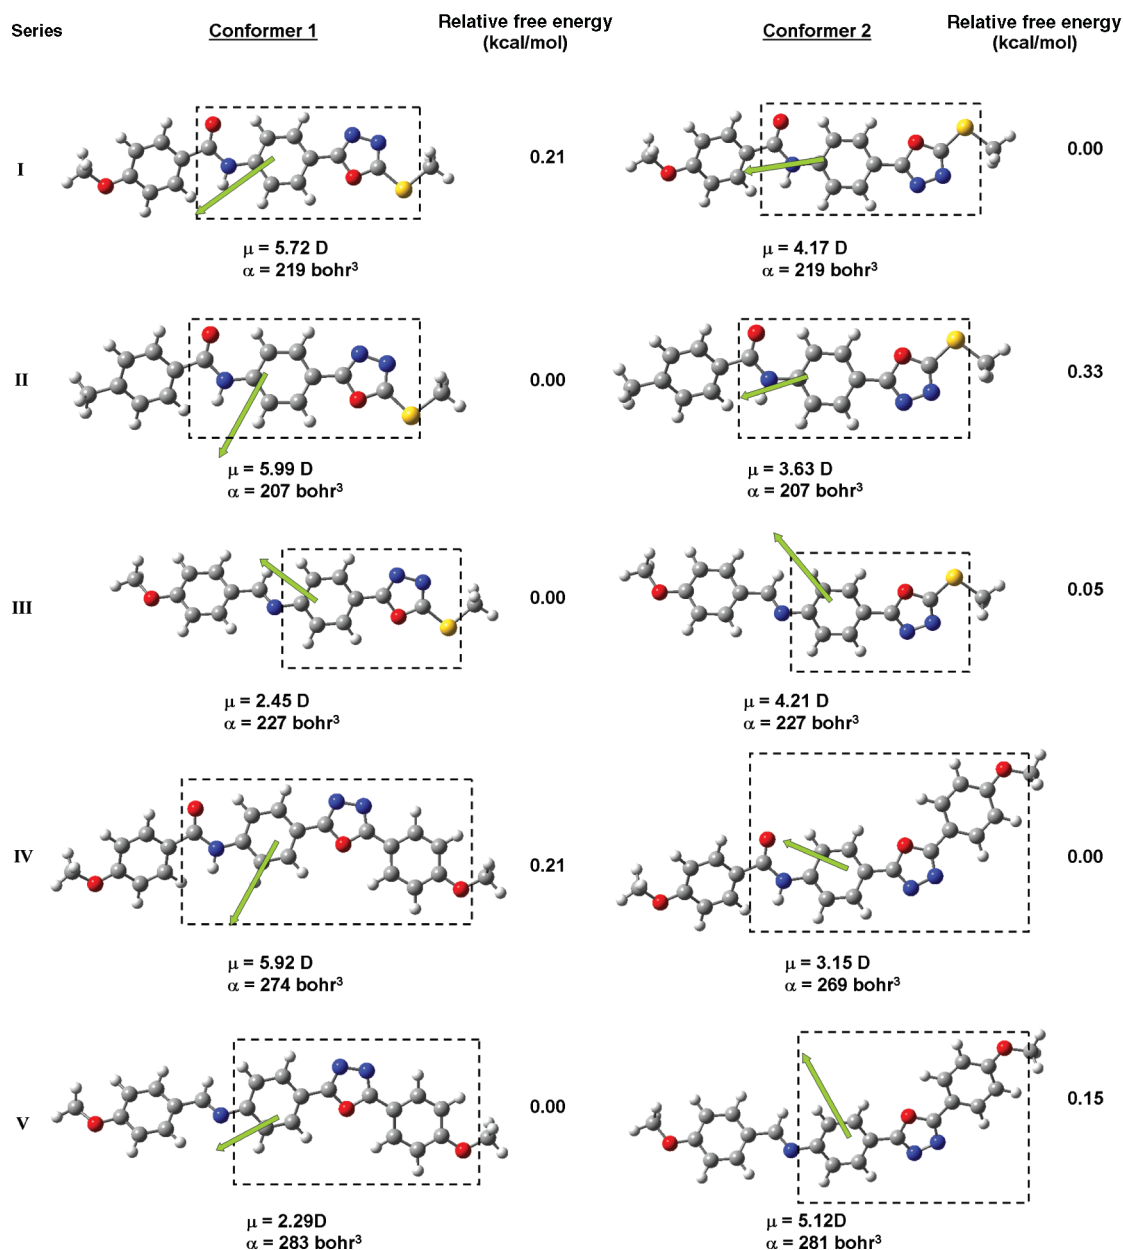 Series Conformer 1 Relative free energy (kcal/mol) Conformer 2 Relative free energy (kcal/mol)
I 0.21 0.00
μ = 5.72 D μ = 4.17 D
α = 219 bohr³ α = 219 bohr³
II 0.00 0.33
μ = 5.99 D μ = 3.63 D
α = 207 bohr³ α = 207 bohr³
III 0.00 0.05
μ = 2.45 D μ = 4.21 D
α = 227 bohr³ α = 227 bohr³
IV 0.21 0.00
μ = 5.92 D μ = 3.15 D
α = 274 bohr³ α = 269 bohr³
V 0.00 0.15
μ = 2.29D μ = 5.12D
α = 283 bohr³ α = 281 bohr³